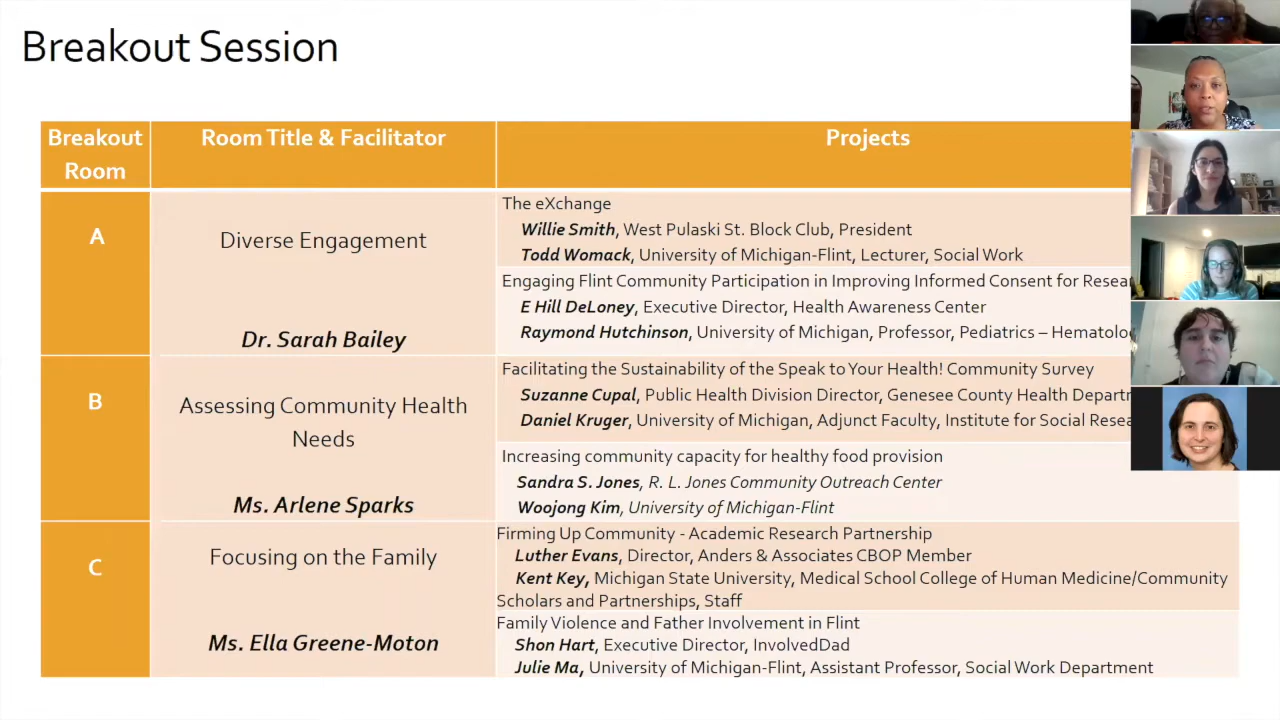 Breakout Session
Breakout
Room
Room Title & Facilitator
Projects
A
Diverse Engagement
Dr. Sarah Bailey
The eXchange
Willie Smith, West Pulaski St. Block Club, President
Todd Womack, University of Michigan-Flint, Lecturer, Social Work
Engaging Flint Community Participation in Improving Informed Consent for
E Hill DeLoney, Executive Director, Health Awareness Center
Raymond Hutchinson, University of Michigan, Professor, Pediatrics –
B
Assessing Community Health
Needs
Ms. Arlene Sparks
Facilitating the Sustainability of the Speak to Your Health! Community Survey
Suzanne Cupal, Public Health Division Director, Genesee County Health
Daniel Kruger, University of Michigan, Adjunct Faculty, Institute for Social
Increasing community capacity for healthy food provision
Sandra S. Jones, R. L. Jones Community Outreach Center
Woojong Kim, University of Michigan-Flint
C
Focusing on the Family
Ms. Ella Greene-Moton
Firming Up Community - Academic Research Partnership
Luther Evans, Director, Anders & Associates CBOP Member
Kent Key, Michigan State University, Medical School College of Human Medicine/Community
Scholars and Partnerships, Staff
Family Violence and Father Involvement in Flint
Shon Hart, Executive Director, InvolvedDad
Julie Ma, University of Michigan-Flint, Assistant Professor, Social Work Department